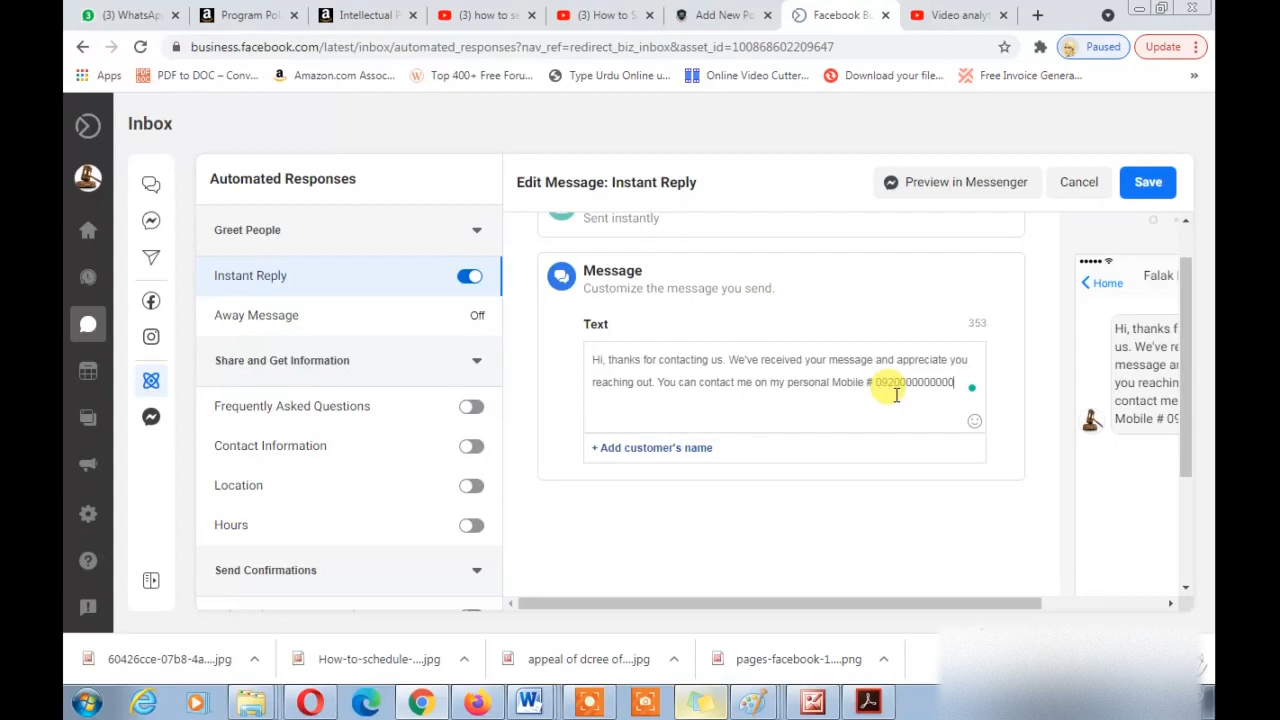 (3) WhatsA
Program Pol
Intellectual P
(3) how to se
(3) How To S
Add New Po
Facebook Bu
Video analyt
business.facebook.com/latest/inbox/automated_responses?nav_ref=redirect_biz_inbox&asset_id=100868602209647
Paused
Update
Apps
PDF to DOC – Conv...
Amazon.com Assoc...
Top 400+ Free Foru...
Type Urdu Online u...
Online Video Cutter...
Download your file...
Free Invoice Genera...
»
Inbox
Automated Responses
Greet People
Instant Reply
Away Message
Off
Share and Get Information
Frequently Asked Questions
Contact Information
Location
Hours
Send Confirmations
Edit Message: Instant Reply
Preview in Messenger
Cancel
Save
Sent instantly
Message
Customize the message you send.
Text
353
Hi, thanks for contacting us. We've received your message and appreciate you
reaching out. You can contact me on my personal Mobile # 0920000000000
+ Add customer's name
Home
Falak
Hi, thanks f
us. We've re
message an
you reachin
contact me
Mobile # 09
60426cce-07b8-4a....jpg
How-to-schedule-....jpg
appeal of dcree of....jpg
pages-facebook-1....png